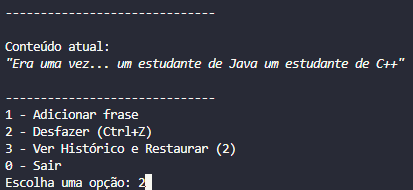 ------------------------------
Conteúdo atual:
"Era uma vez... um estudante de Java um estudante de C++"
------------------------------
1 - Adicionar frase
2 - Desfazer (Ctrl+Z)
3 - Ver Histórico e Restaurar (2)
0 - Sair
Escolha uma opção: 2